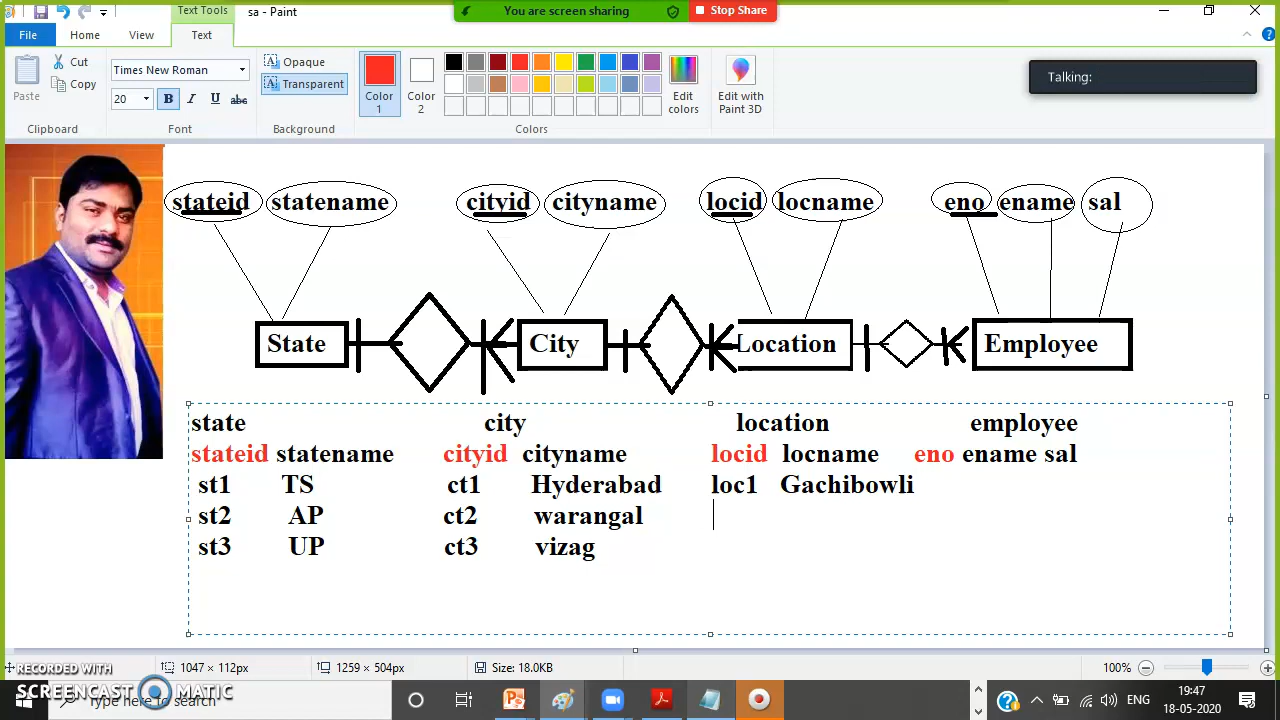 Text Tools
sa - Paint
You are screen sharing
Stop Share
File Home View Text
Paste
Cut
Copy
Clipboard
Times New Roman
20 B I U abc
Font
Opaque
Transparent
Background
Color 1
Color 2
Edit colors
Colors
Edit with Paint 3D
Talking:
stateid statename cityid cityname locid locname eno ename sal
State City Location Employee
state city location employee
stateid statename cityid cityname locid locname eno ename sal
st1 TS ct1 Hyderabad loc1 Gachibowli
st2 AP ct2 warangal
st3 UP ct3 vizag
1047 × 112px 1259 × 504px Size: 18.0KB 100%
RECORDED WITH
SCREENCAST MATIC
Type here to search
ENG 19:47
18-05-2020